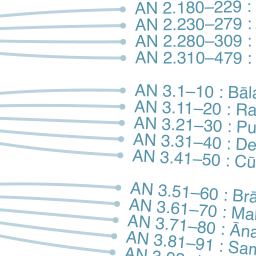 AN 2.180–229 :
AN 2.230–279 :
AN 2.280–309 :
AN 2.310–479 :
AN 3.1–10 : Bāl
AN 3.11–20 : Ra
AN 3.21–30 : Pu
AN 3.31–40 : De
AN 3.41–50 : Cū
AN 3.51–60 : Brā
AN 3.61–70 : Mah
AN 3.71–80 : Āna
AN 3.81–91 : Sam